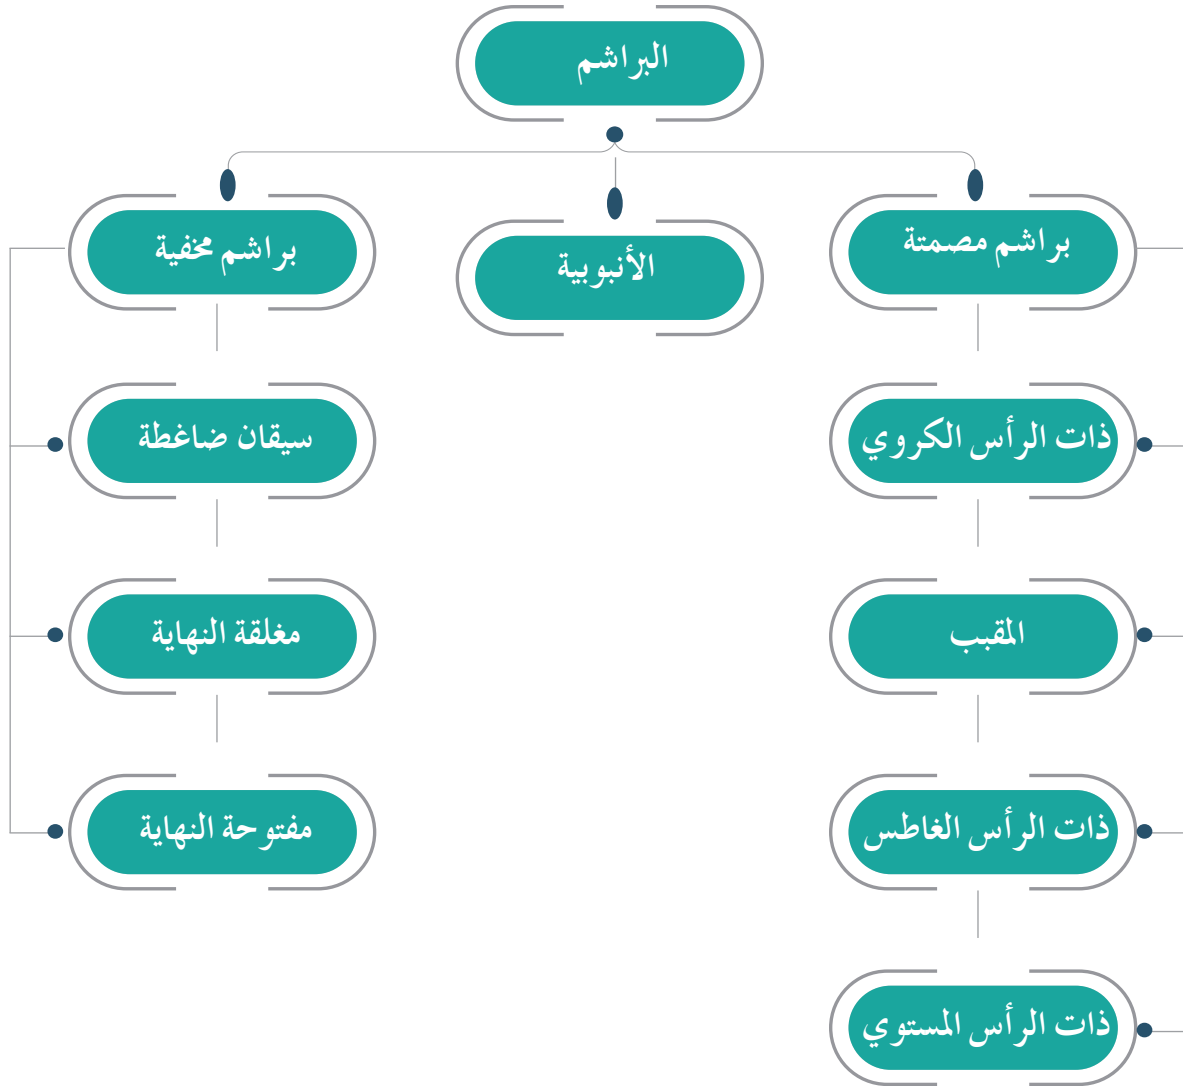 البراشم
براشم مصمتة
الأنبوبية
براشم مخفية
ذات الرأس الكروي
سيقان ضاغطة
المقبب
مغلقة النهاية
ذات الرأس الغاطس
مفتوحة النهاية
ذات الرأس المستوي